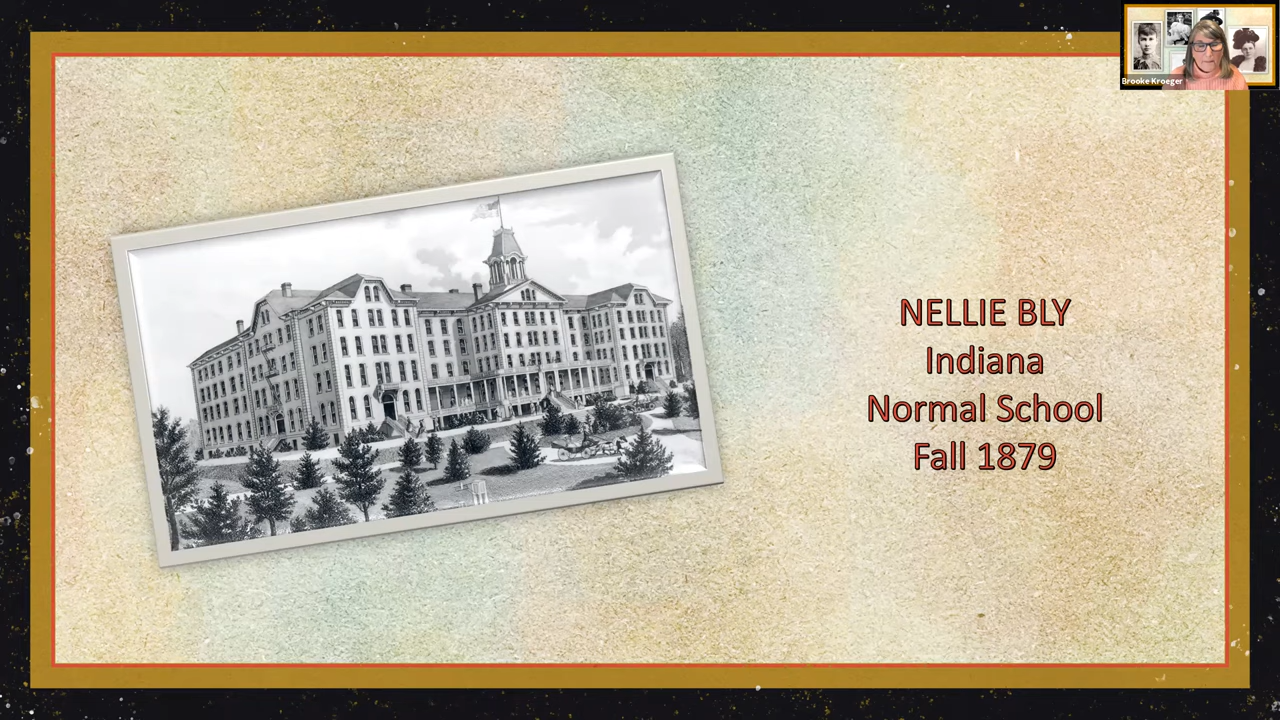 Brooke Kroeger
NELLIE BLY
Indiana
Normal School
Fall 1879